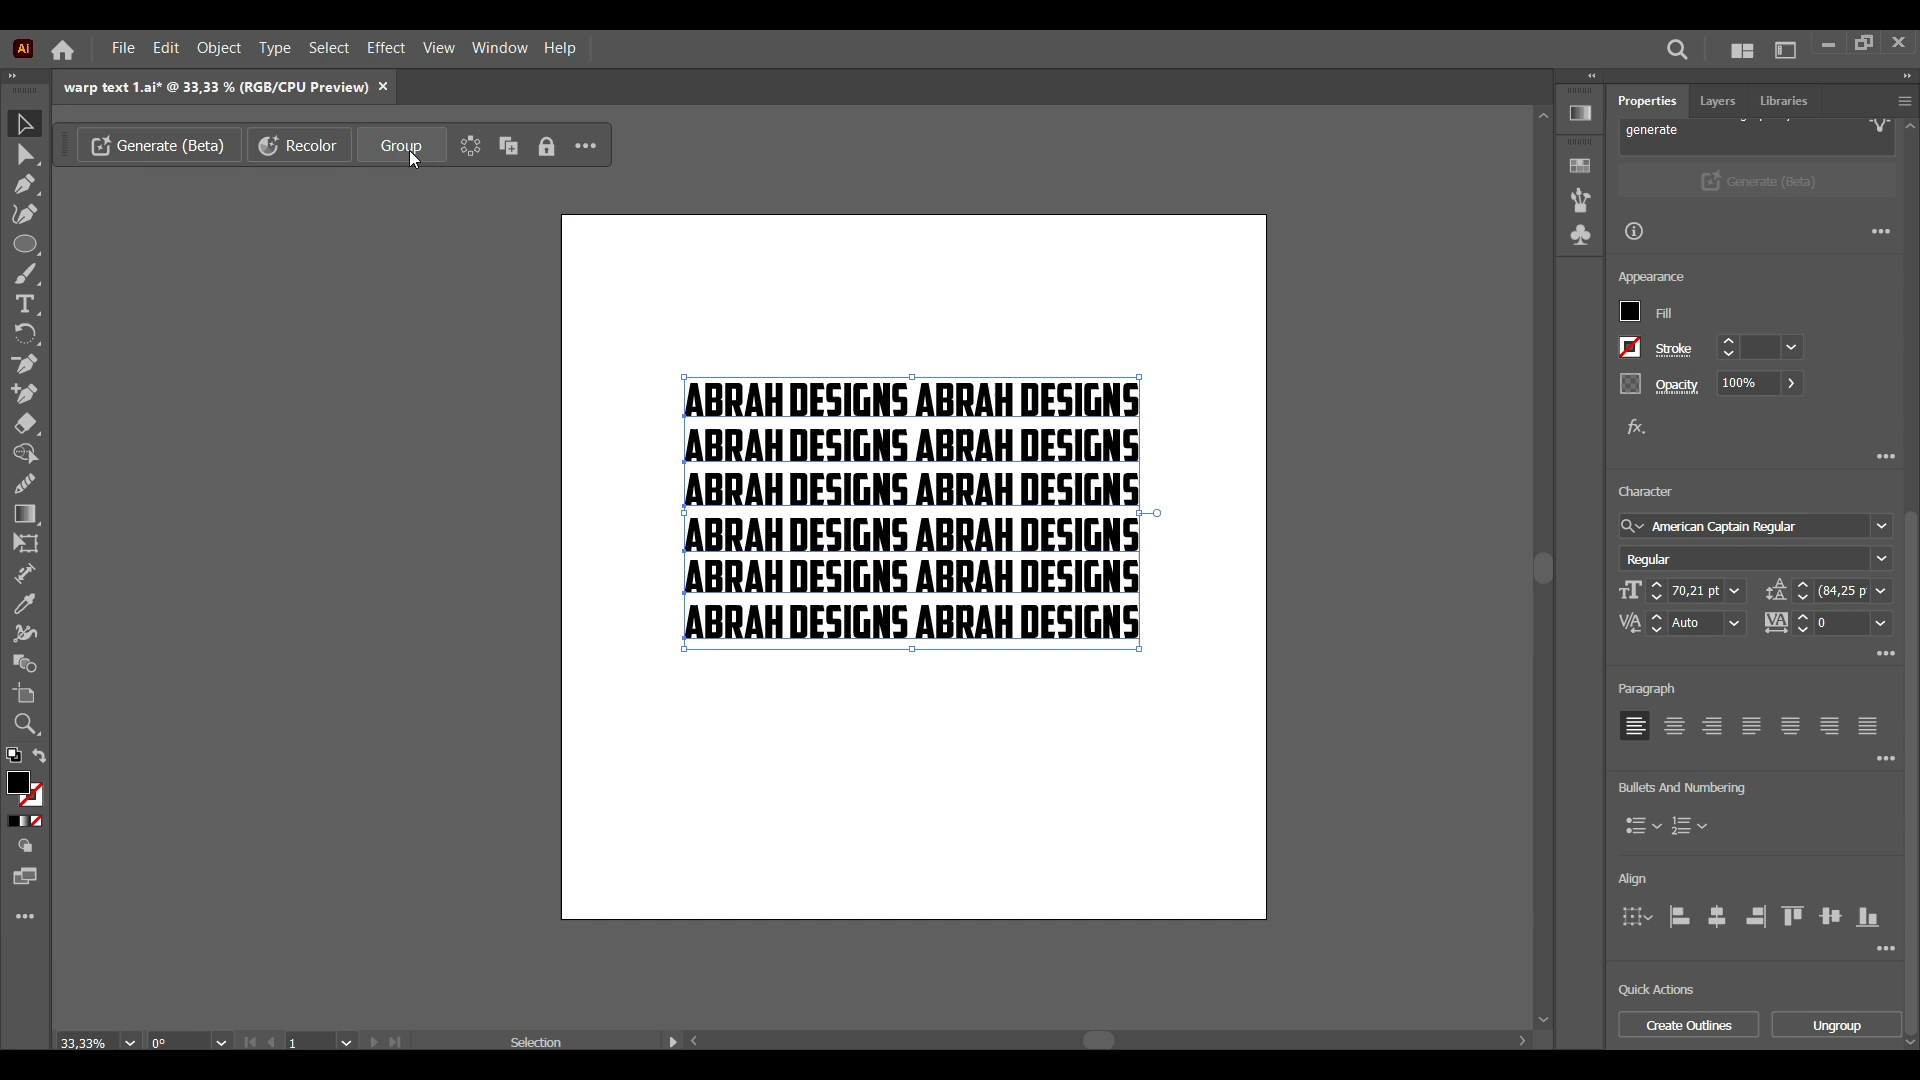 Ai File Edit Object Type Select Effect View Window Help
warp text 1.ai* @ 33,33 % (RGB/CPU Preview)
Generate (Beta) Recolor Group
ABRAH DESIGNS ABRAH DESIGNS
ABRAH DESIGNS ABRAH DESIGNS
ABRAH DESIGNS ABRAH DESIGNS
ABRAH DESIGNS ABRAH DESIGNS
ABRAH DESIGNS ABRAH DESIGNS
ABRAH DESIGNS ABRAH DESIGNS
33,33% 0° 1 Selection
Properties Layers Libraries
generate
Generate (Beta)
Appearance
Fill
Stroke
Opacity 100%
fx.
Character
American Captain Regular
Regular
70,21 pt (84,25 p
Auto 0
Paragraph
Bullets And Numbering
Align
Quick Actions
Create Outlines Ungroup